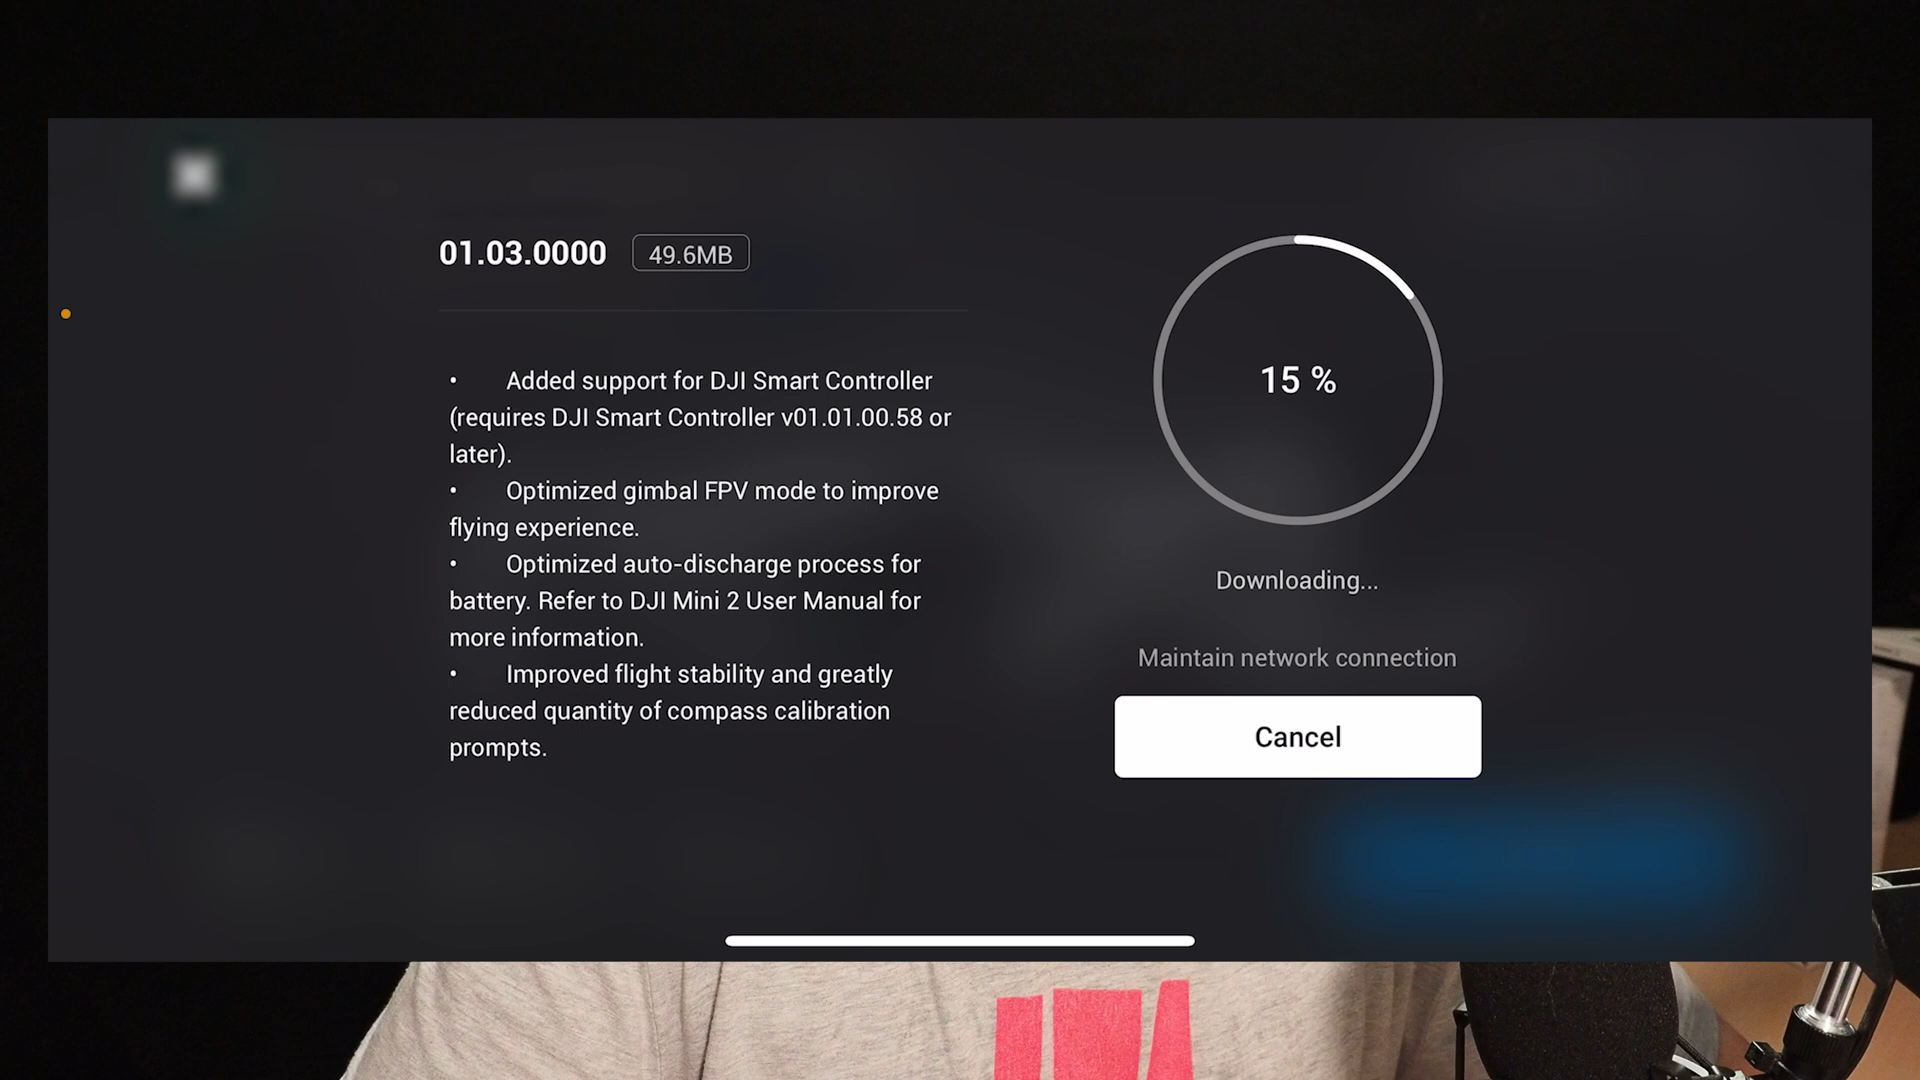 01.03.0000 49.6MB
• Added support for DJI Smart Controller
(requires DJI Smart Controller v01.01.00.58 or
later).
• Optimized gimbal FPV mode to improve
flying experience.
• Optimized auto-discharge process for
battery. Refer to DJI Mini 2 User Manual for
more information.
• Improved flight stability and greatly
reduced quantity of compass calibration
prompts.
15 %
Downloading...
Maintain network connection
Cancel